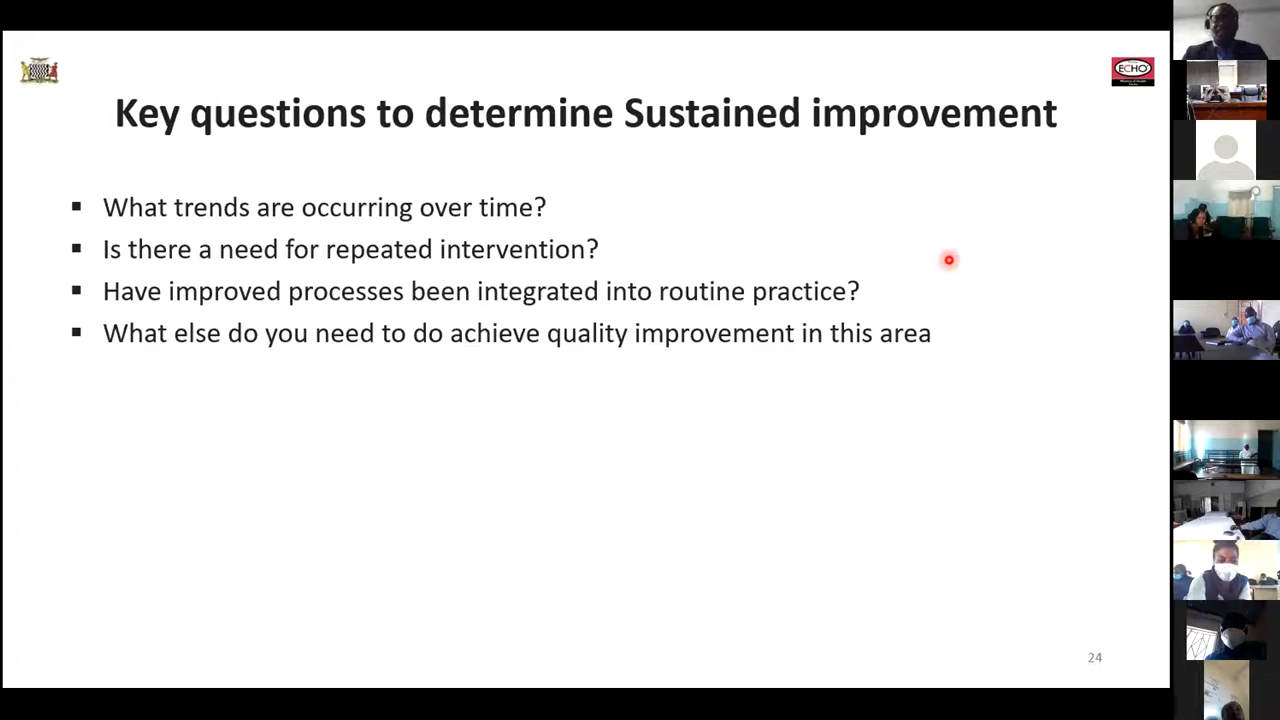 ECHO
Key questions to determine Sustained improvement
▪ What trends are occurring over time?
▪ Is there a need for repeated intervention?
▪ Have improved processes been integrated into routine practice?
▪ What else do you need to do achieve quality improvement in this area
24